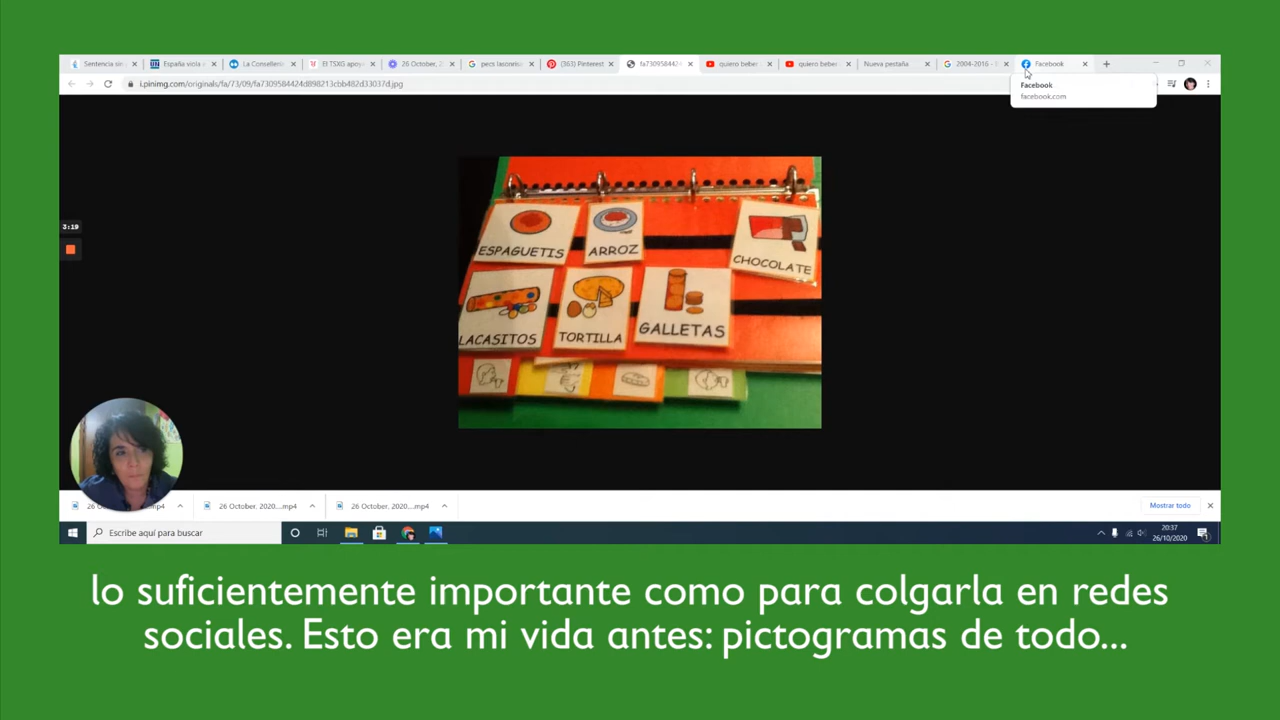 Sentencia sin
España viola
La Conselleri
El TSXG apoy
26 October, 2
pecs lasonris
(363) Pinterest
fa7309584424
quiero beber
quiero beber
Nueva pestaña
2004-2016 -
Facebook
i.pinimg.com/originals/fa/73/09/fa7309584424d898213cbb482d33037d.jpg
Facebook
facebook.com
3:19
ESPAGUETIS
ARROZ
CHOCOLATE
LACASITOS
TORTILLA
GALLETAS
26 October, 2020,...mp4
26 October, 2020,...mp4
Mostrar todo
Escribe aquí para buscar
20:37
26/10/2020
lo suficientemente importante como para colgarla en redes
sociales. Esto era mi vida antes: pictogramas de todo...